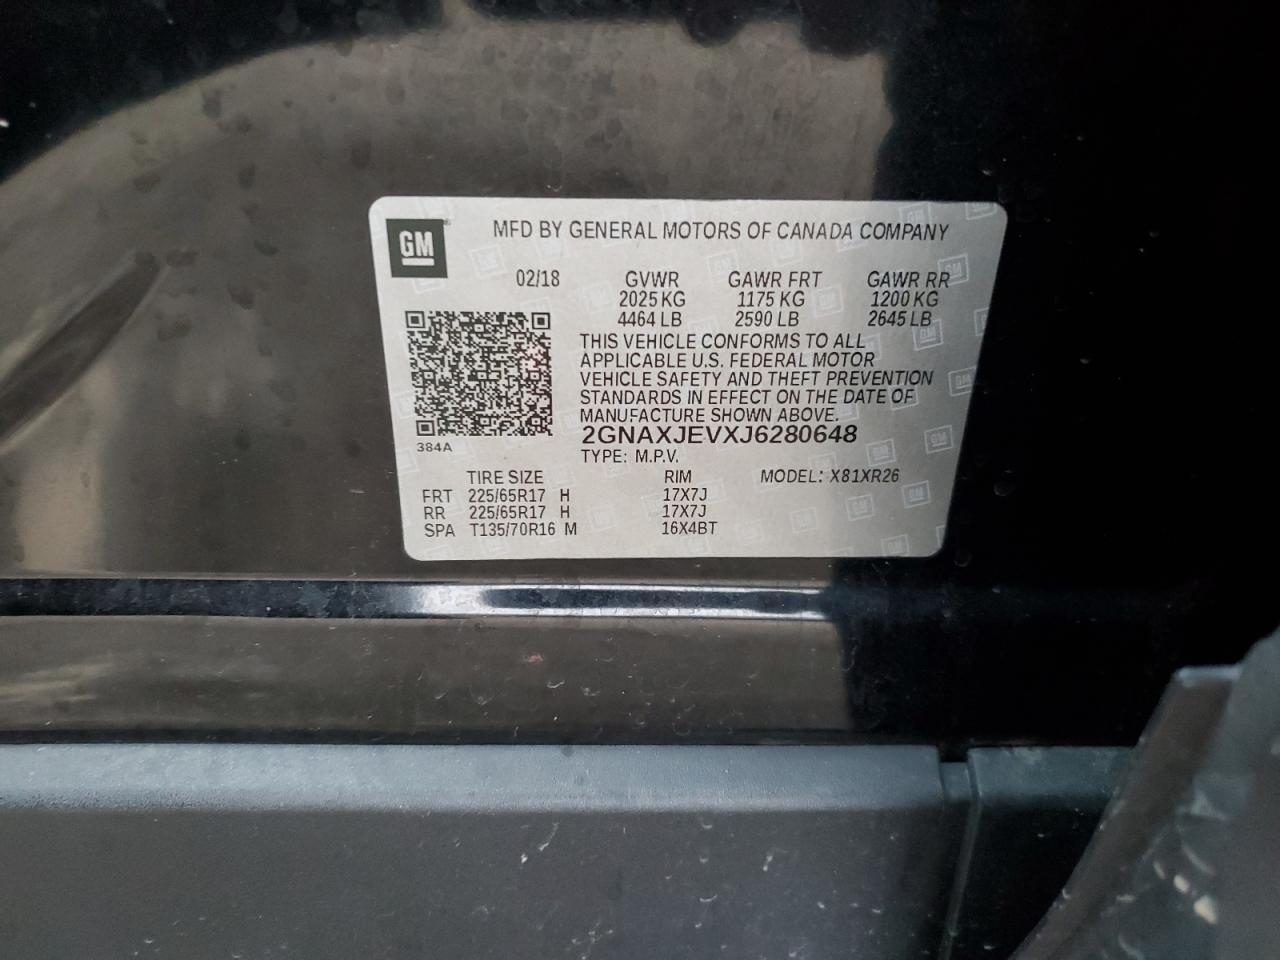 GM
MFD BY GENERAL MOTORS OF CANADA COMPANY
02/18 GVWR GAWR FRT GAWR RR
2025 KG 1175 KG 1200 KG
4464 LB 2590 LB 2645 LB
THIS VEHICLE CONFORMS TO ALL
APPLICABLE U.S. FEDERAL MOTOR
VEHICLE SAFETY AND THEFT PREVENTION
STANDARDS IN EFFECT ON THE DATE OF
MANUFACTURE SHOWN ABOVE.
2GNAXJEVXJ6280648
384A
TYPE: M.P.V.
TIRE SIZE RIM MODEL: X81XR26
FRT 225/65R17 H 17X7J
RR 225/65R17 H 17X7J
SPA T135/70R16 M 16X4BT